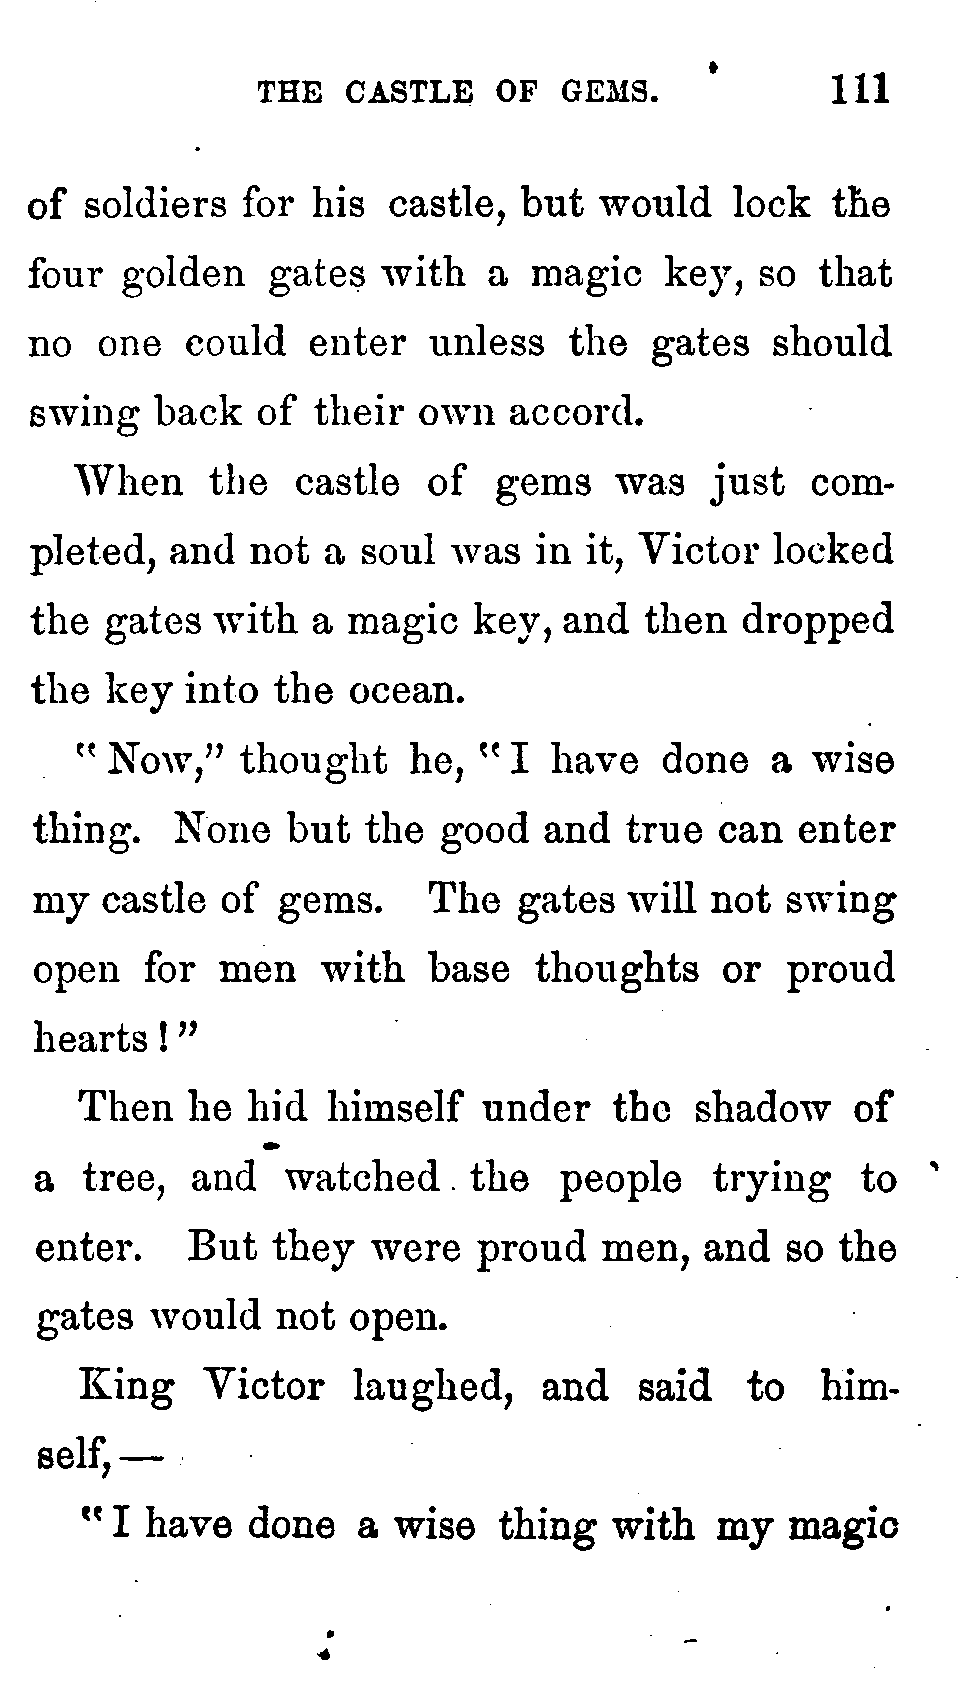 THE CASTLE OF GEMS. 111
of soldiers for his castle, but would lock the
four golden gates with a magic key, so that
no one could enter unless the gates should
swing back of their own accord.
When the castle of gems was just com-
pleted, and not a soul was in it, Victor locked
the gates with a magic key, and then dropped
the key into the ocean.
“Now,” thought he, “I have done a wise
thing. None but the good and true can enter
my castle of gems. The gates will not swing
open for men with base thoughts or proud
hearts!”
Then he hid himself under the shadow of
a tree, and watched the people trying to
enter. But they were proud men, and so the
gates would not open.
King Victor laughed, and said to him-
self,—
“I have done a wise thing with my magic